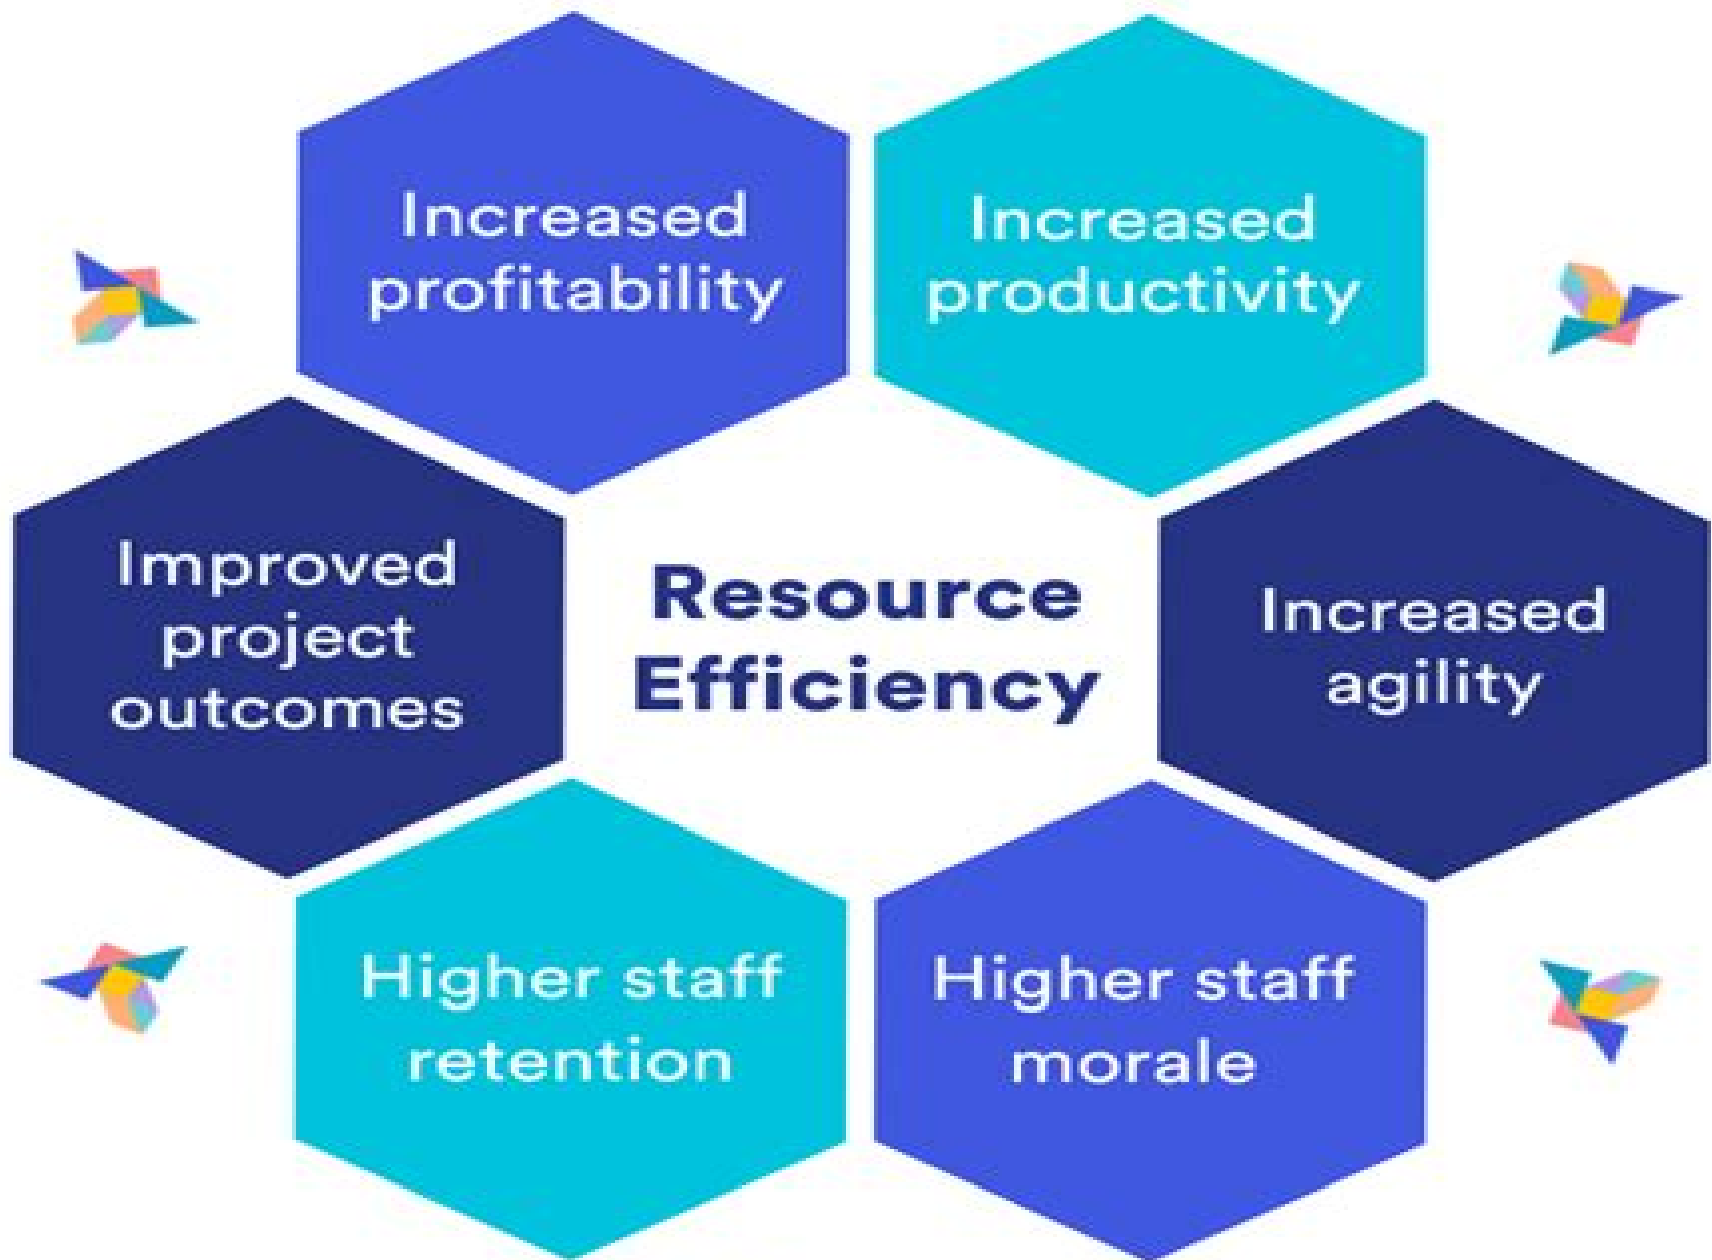 Increased
profitability
Increased
productivity
Improved
project
outcomes
Resource
Efficiency
Increased
agility
Higher staff
retention
Higher staff
morale